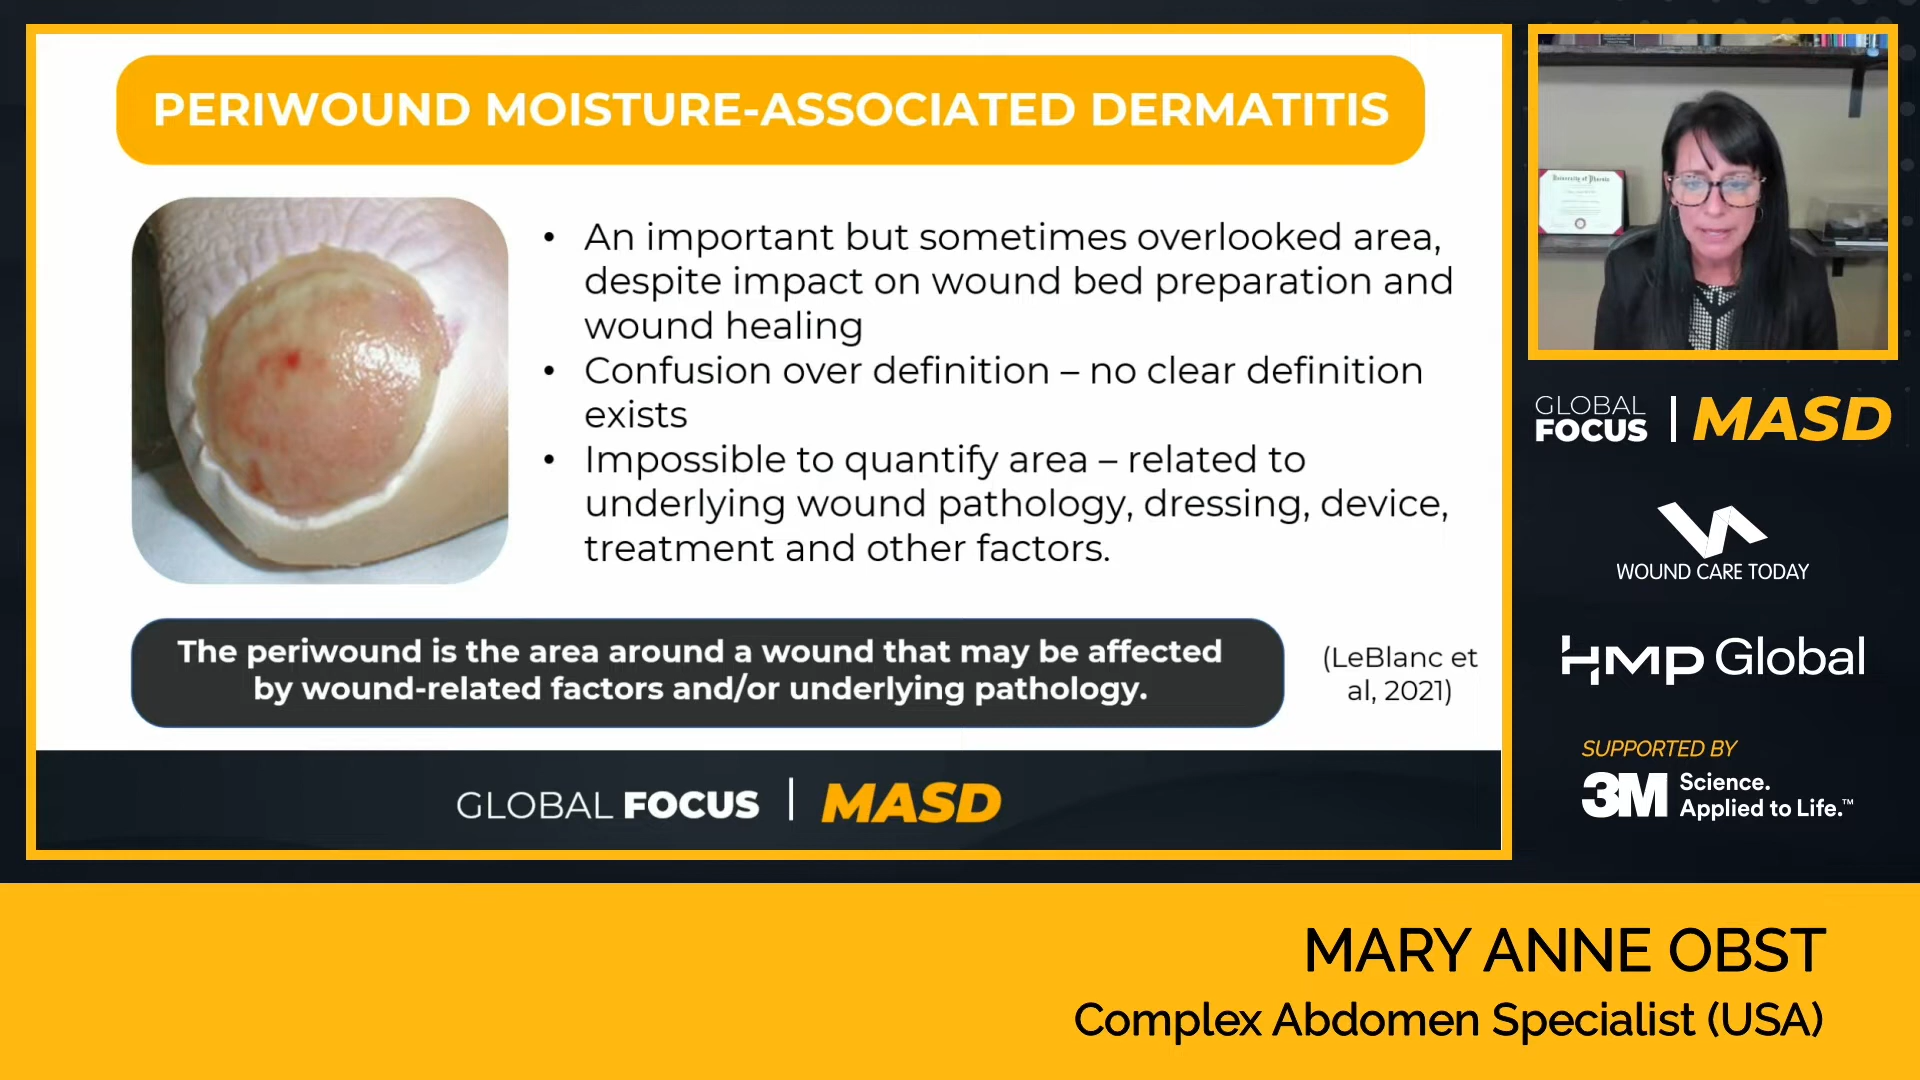 PERIWOUND MOISTURE-ASSOCIATED DERMATITIS
• An important but sometimes overlooked area,
despite impact on wound bed preparation and
wound healing
• Confusion over definition – no clear definition
exists
• Impossible to quantify area – related to
underlying wound pathology, dressing, device,
treatment and other factors.
The periwound is the area around a wound that may be affected
by wound-related factors and/or underlying pathology.
(LeBlanc et
al, 2021)
GLOBAL FOCUS | MASD
University of Phoenix
GLOBAL
FOCUS | MASD
WOUND CARE TODAY
HMP Global
SUPPORTED BY
3M Science.
Applied to Life.™
MARY ANNE OBST
Complex Abdomen Specialist (USA)